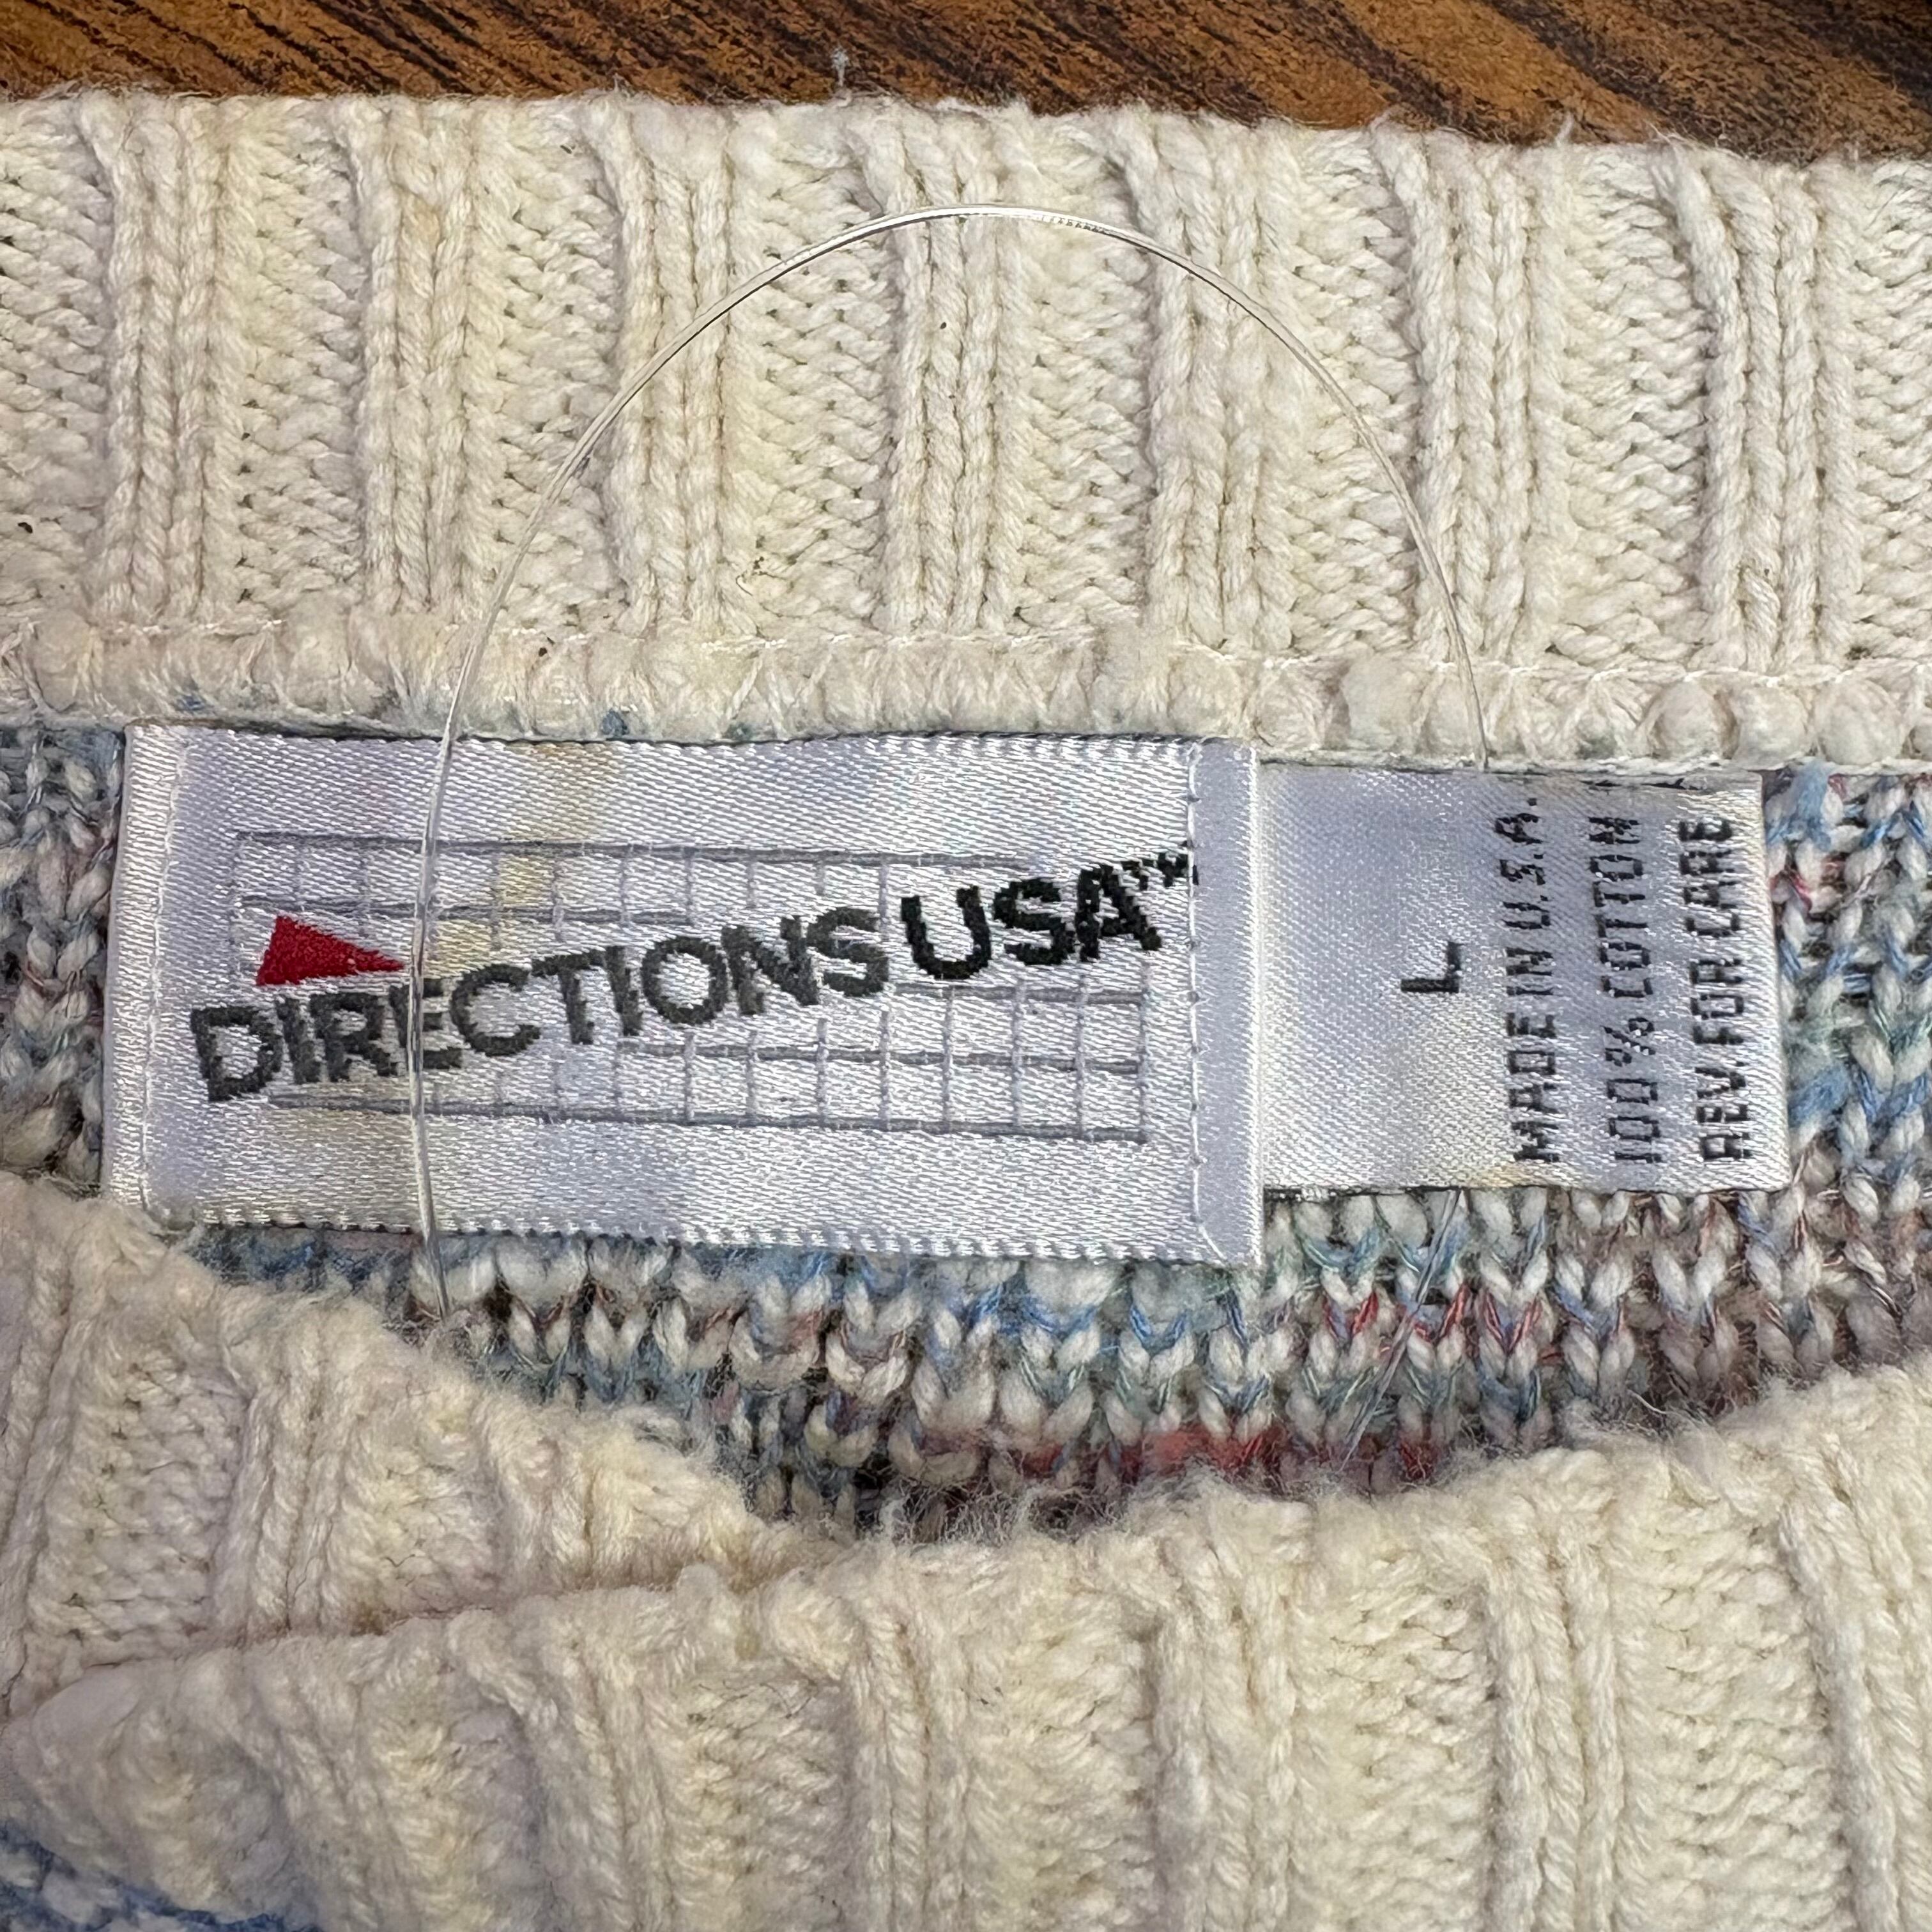 DIRECTIONS USA™
L
MADE IN U.S.A.
100% COTTON
REV. FOR CARE